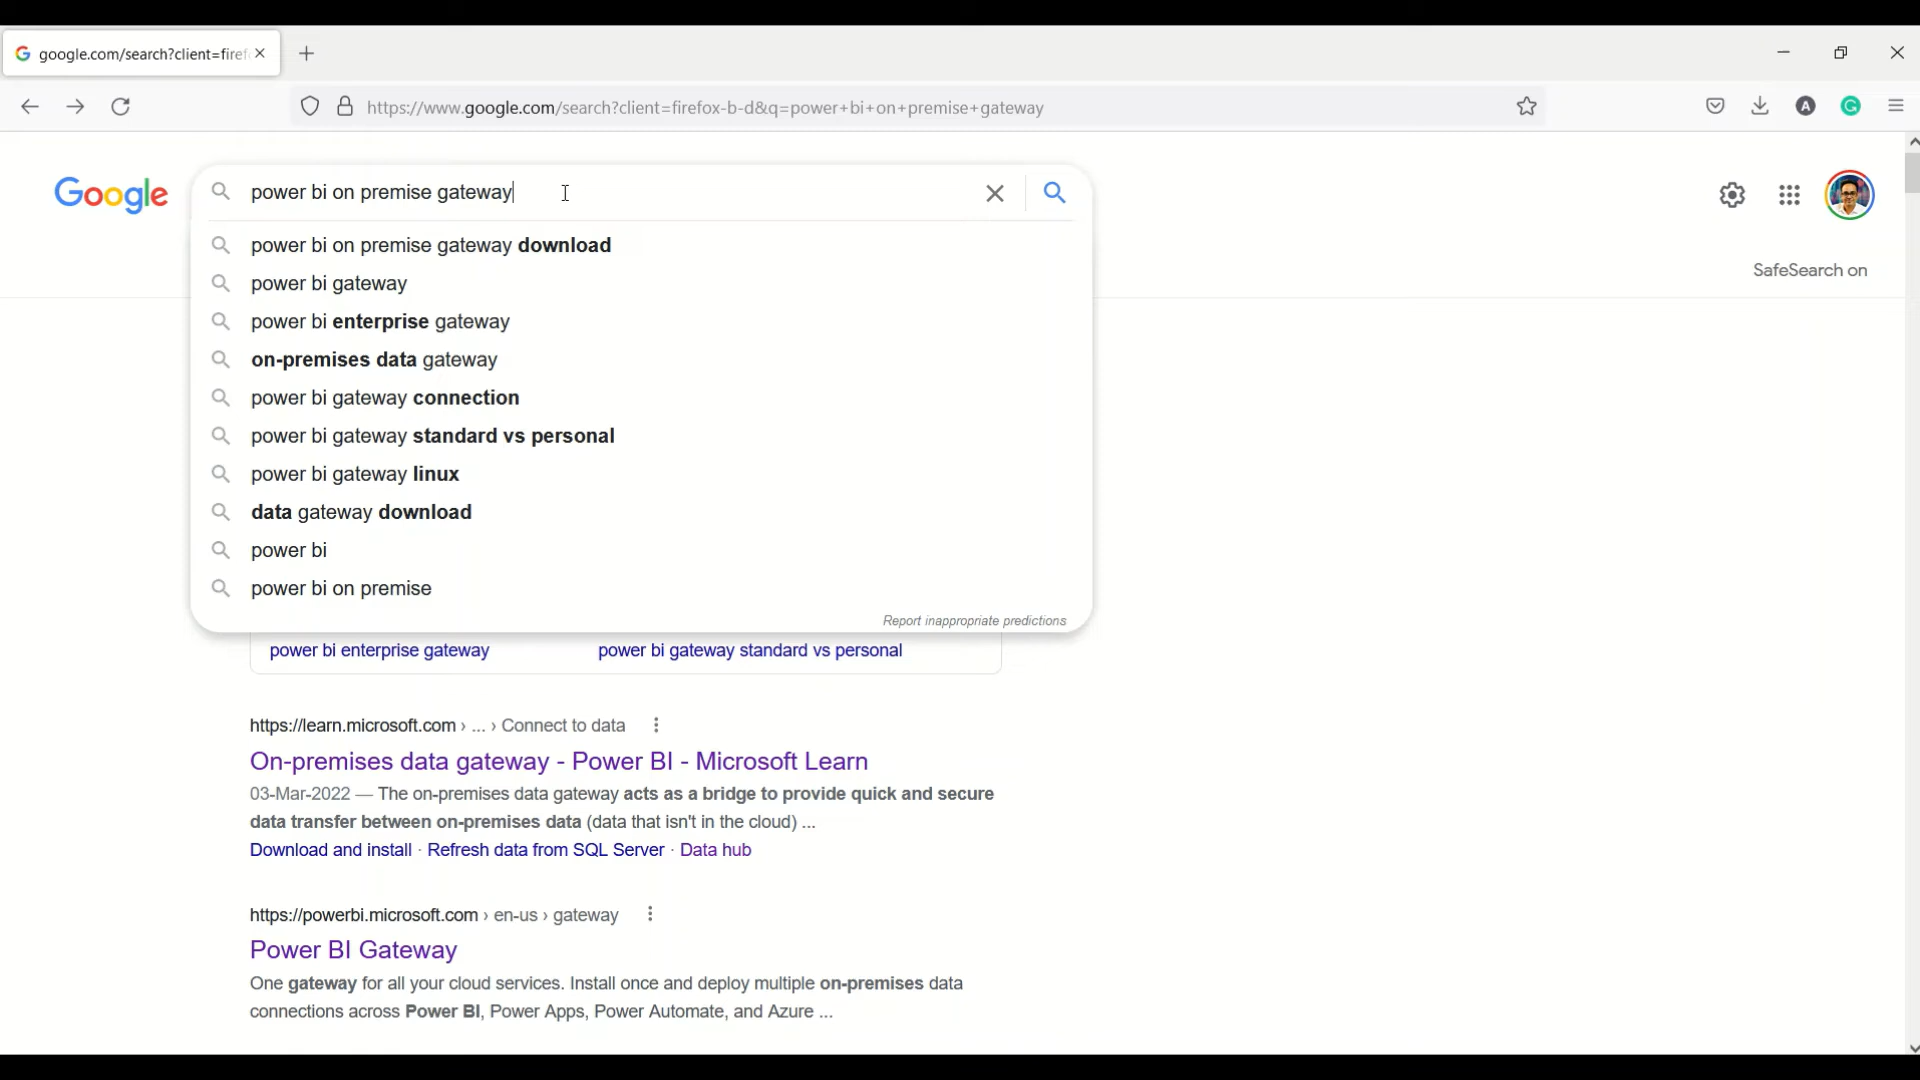 google.com/search?client=firef
https://www.google.com/search?client=firefox-b-d&q=power+bi+on+premise+gateway
A
G
Google
power bi on premise gateway
power bi on premise gateway download
power bi gateway
power bi enterprise gateway
on-premises data gateway
power bi gateway connection
power bi gateway standard vs personal
power bi gateway linux
data gateway download
power bi
power bi on premise
Report inappropriate predictions
SafeSearch on
power bi enterprise gateway power bi gateway standard vs personal
https://learn.microsoft.com › ... › Connect to data
On-premises data gateway - Power BI - Microsoft Learn
03-Mar-2022 — The on-premises data gateway acts as a bridge to provide quick and secure
data transfer between on-premises data (data that isn't in the cloud) ...
Download and install · Refresh data from SQL Server · Data hub
https://powerbi.microsoft.com › en-us › gateway
Power BI Gateway
One gateway for all your cloud services. Install once and deploy multiple on-premises data
connections across Power BI, Power Apps, Power Automate, and Azure ...